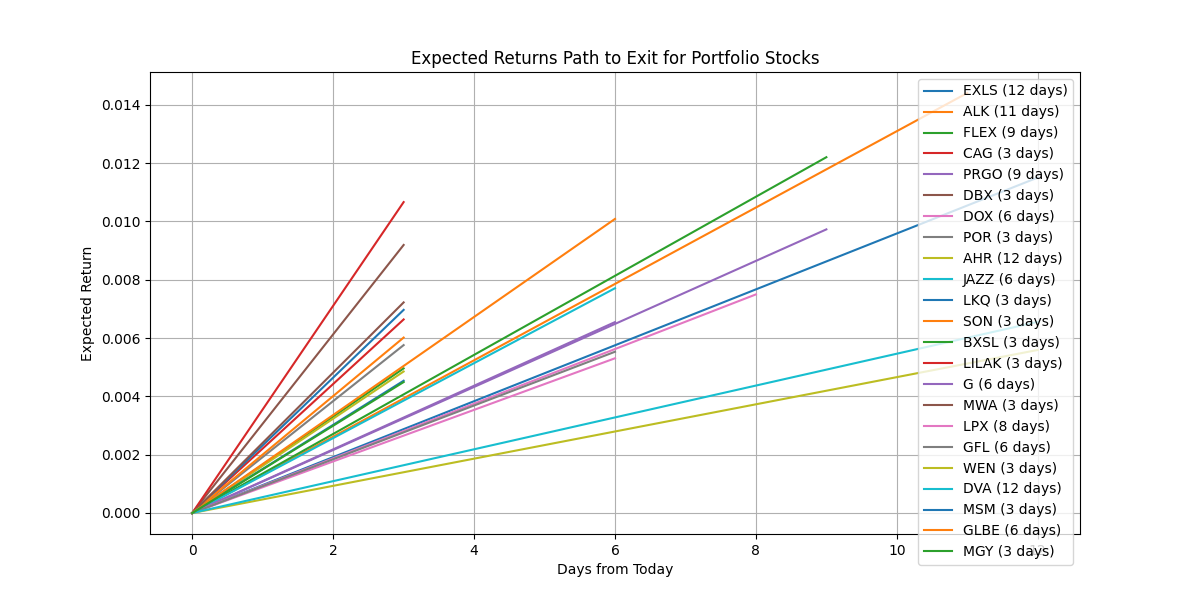 Expected Returns Path to Exit for Portfolio Stocks
Expected Return
0.014
0.012
0.010
0.008
0.006
0.004
0.002
0.000
0 2 4 6 8 10
Days from Today
EXLS (12 days)
ALK (11 days)
FLEX (9 days)
CAG (3 days)
PRGO (9 days)
DBX (3 days)
DOX (6 days)
POR (3 days)
AHR (12 days)
JAZZ (6 days)
LKQ (3 days)
SON (3 days)
BXSL (3 days)
LILAK (3 days)
G (6 days)
MWA (3 days)
LPX (8 days)
GFL (6 days)
WEN (3 days)
DVA (12 days)
MSM (3 days)
GLBE (6 days)
MGY (3 days)